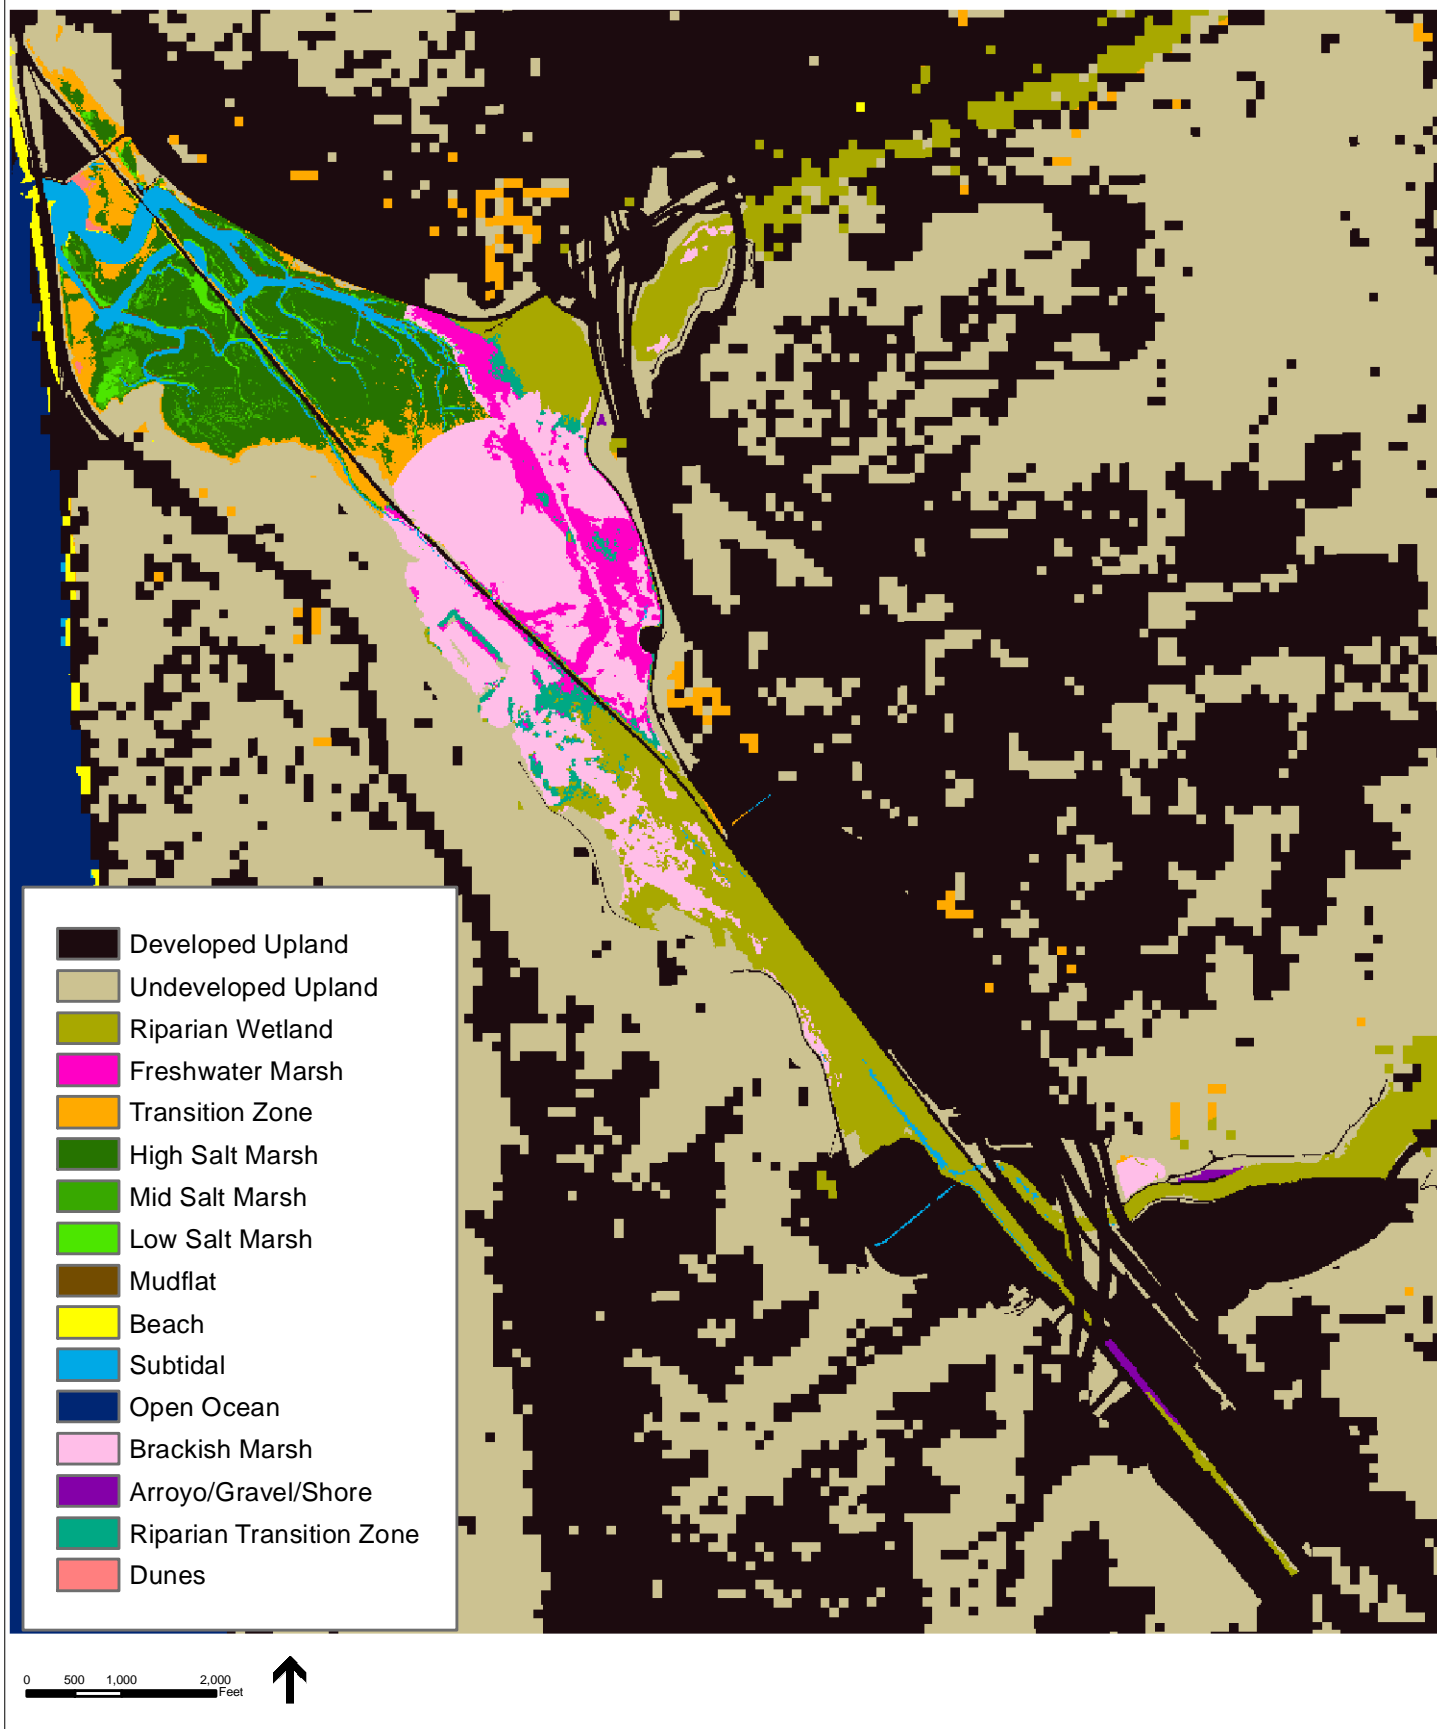 Developed Upland
Undeveloped Upland
Riparian Wetland
Freshwater Marsh
Transition Zone
High Salt Marsh
Mid Salt Marsh
Low Salt Marsh
Mudflat
Beach
Subtidal
Open Ocean
Brackish Marsh
Arroyo/Gravel/Shore
Riparian Transition Zone
Dunes
0 500 1,000 2,000
Feet